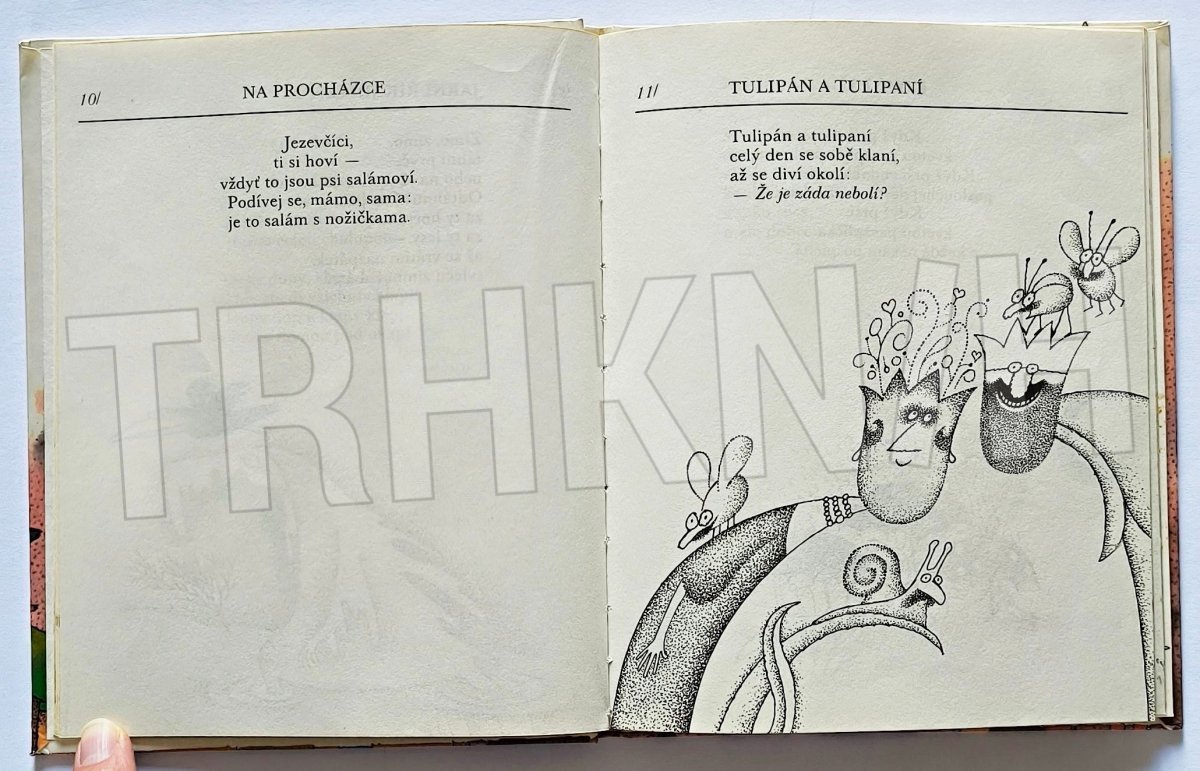 10/
NA PROCHÁZCE
Jezevčíci,
ti si hoví —
vždyť to jsou psi salámoví.
Podívej se, mámo, sama:
je to salám s nožičkama.
11/
TULIPÁN A TULIPANÍ
Tulipán a tulipaní
celý den se sobě klaní,
až se diví okolí:
— Že je záda nebolí?
TRHKNIH